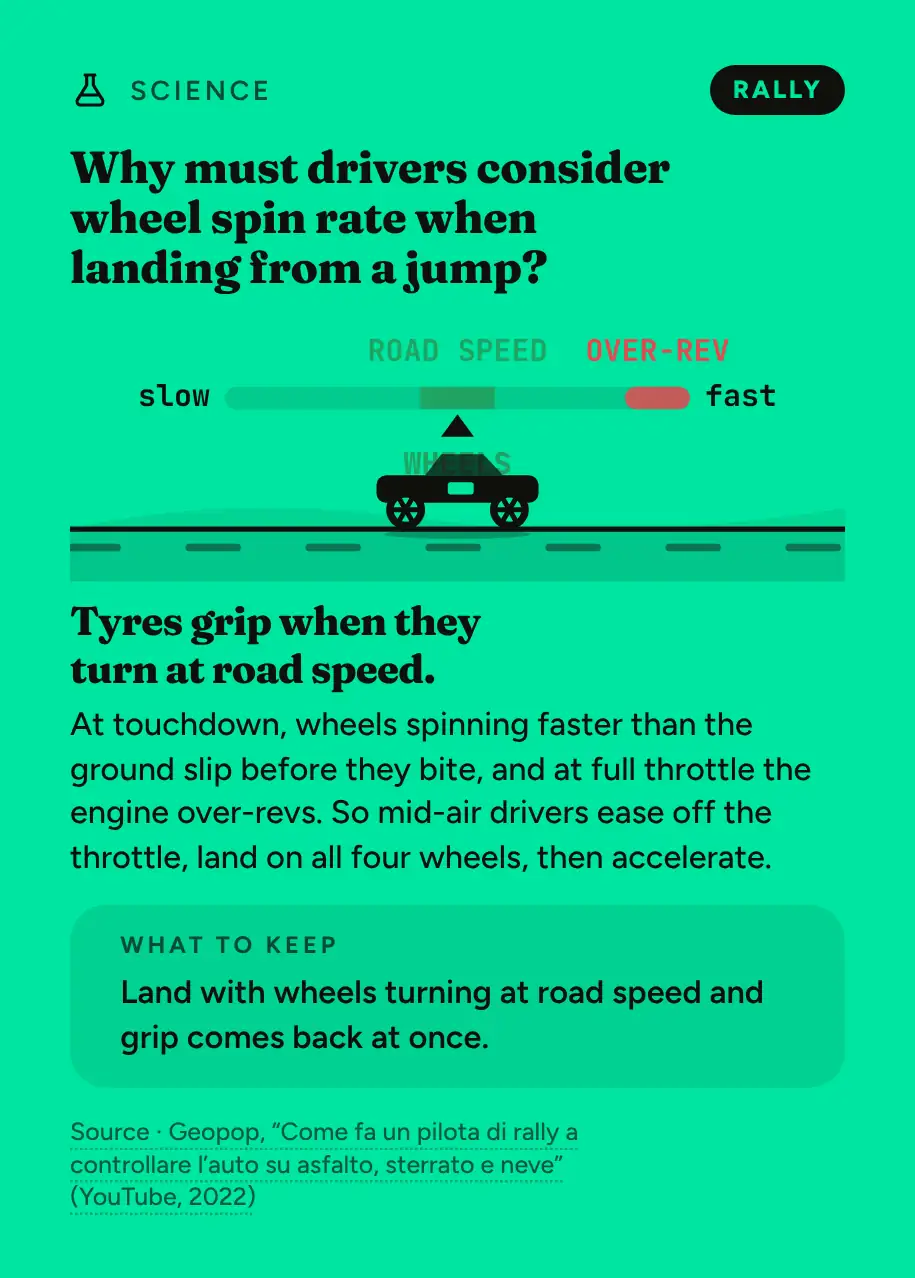 SCIENCE
RALLY
Why must drivers consider
wheel spin rate when
landing from a jump?
ROAD SPEED OVER-REV
slow fast
WHEELS
Tyres grip when they
turn at road speed.
At touchdown, wheels spinning faster than the
ground slip before they bite, and at full throttle the
engine over-revs. So mid-air drivers ease off the
throttle, land on all four wheels, then accelerate.
WHAT TO KEEP
Land with wheels turning at road speed and
grip comes back at once.
Source · Geopop, “Come fa un pilota di rally a
controllare l’auto su asfalto, sterrato e neve”
(YouTube, 2022)